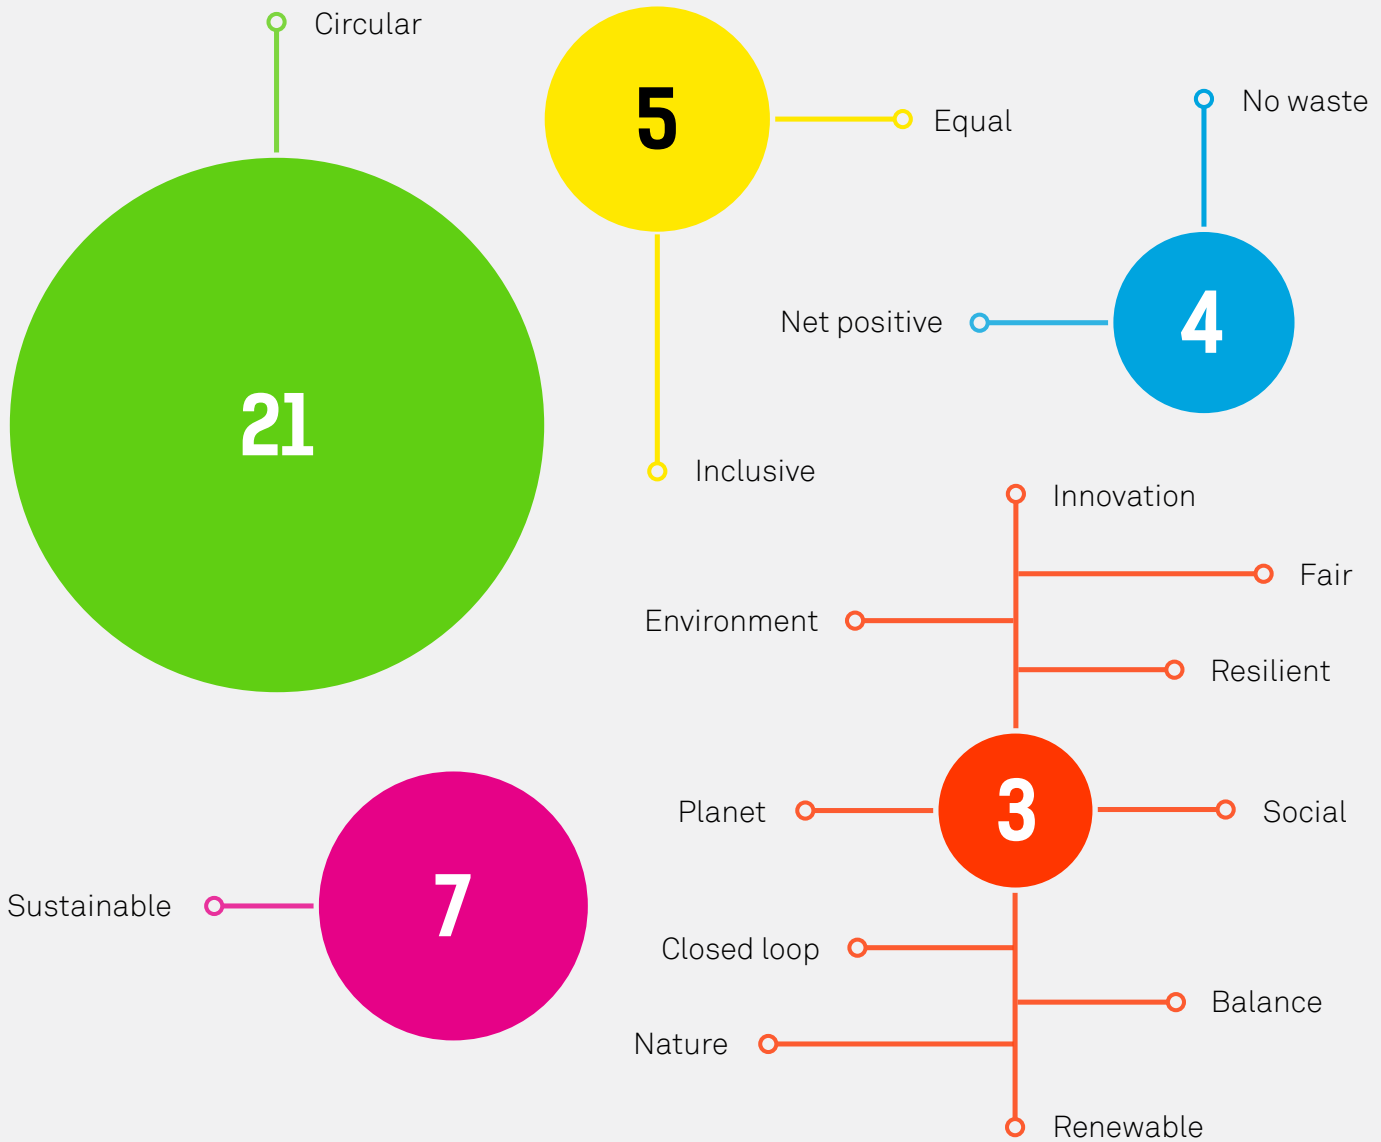 Circular
21
5
Equal
Inclusive
No waste
Net positive
4
Innovation
Fair
Environment
Resilient
Planet
3
Social
Closed loop
Balance
Nature
Renewable
Sustainable
7